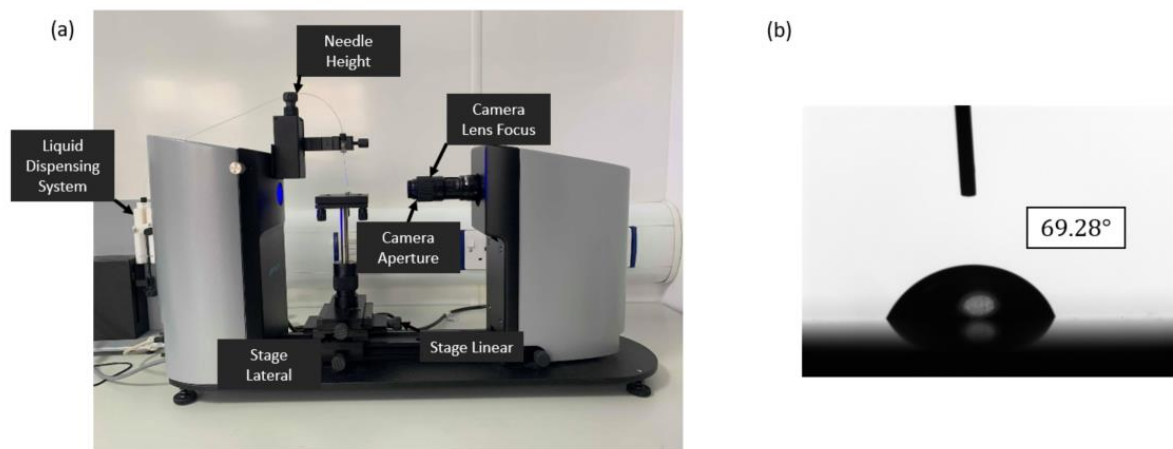 (a)
Needle
Height
Camera
Lens Focus
Liquid
Dispensing
System
Camera
Aperture
Stage Linear
Stage
Lateral
(b)
69.28°